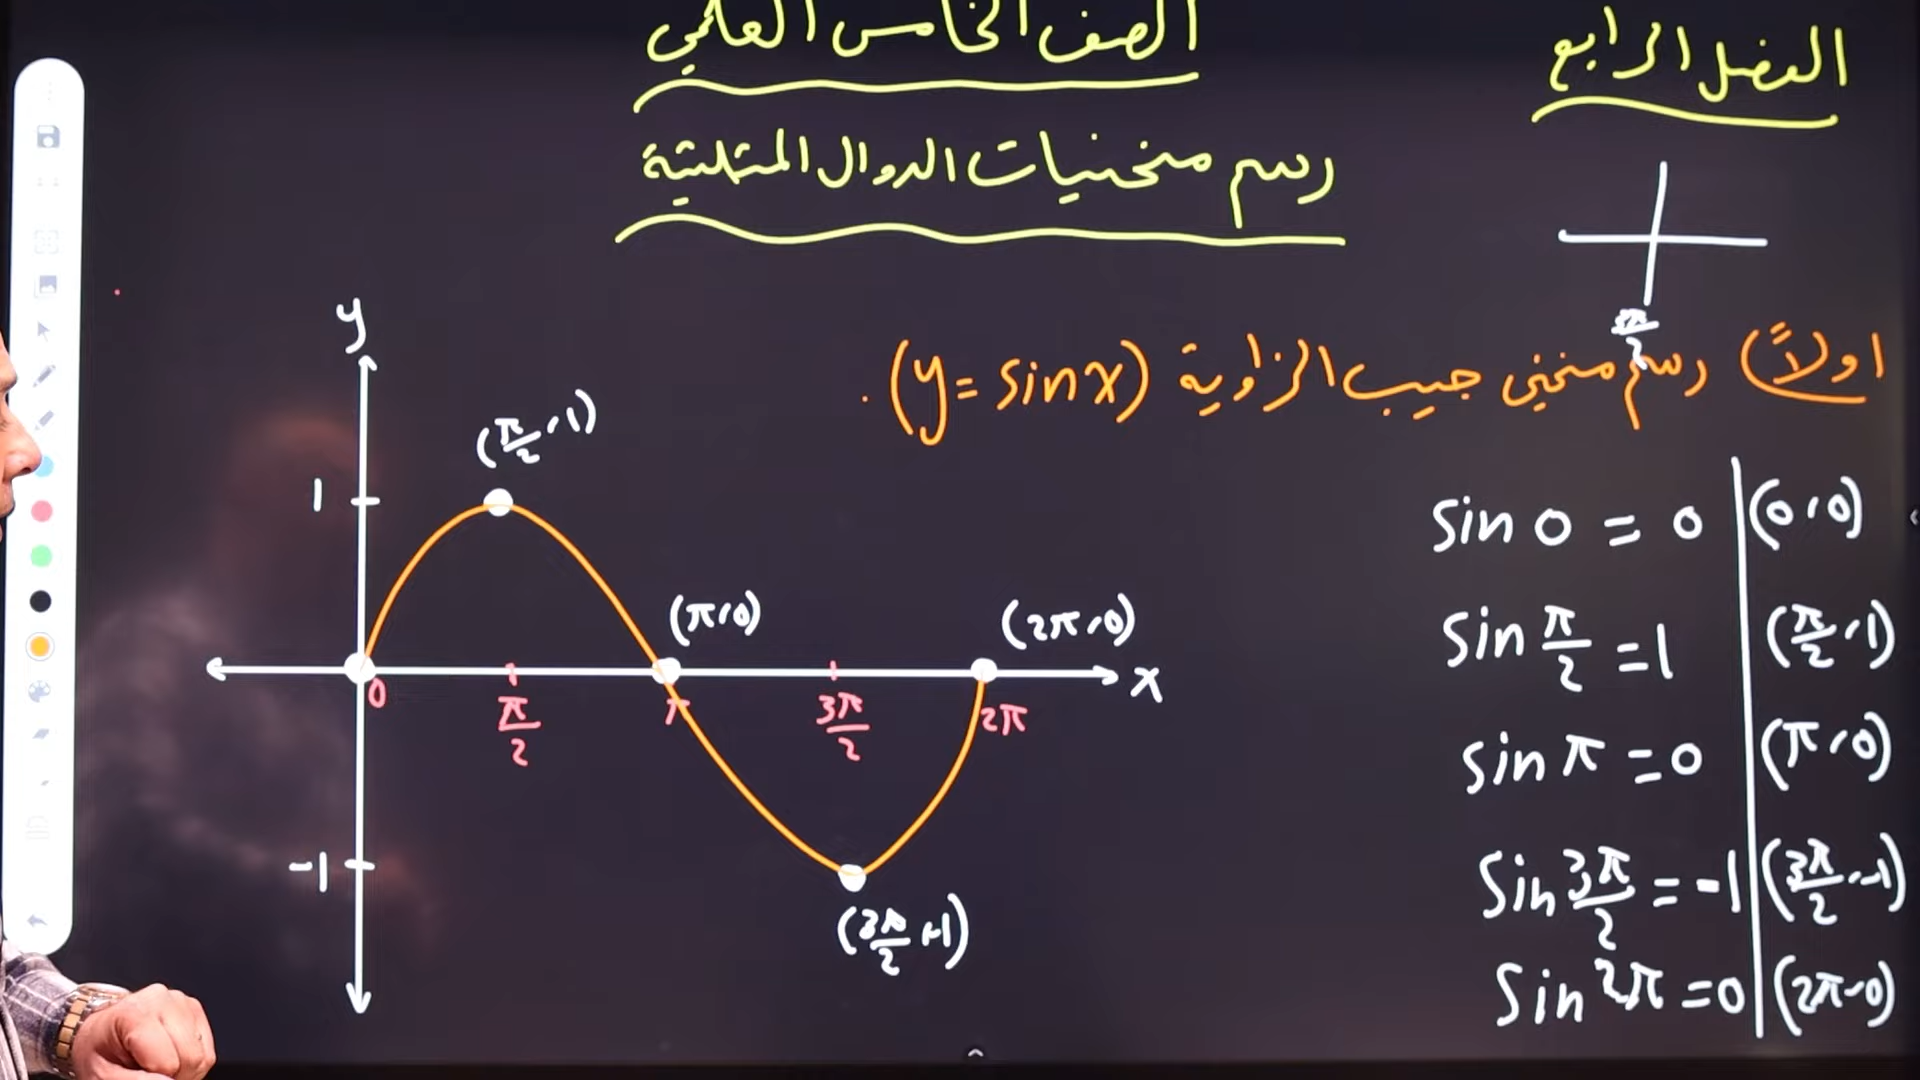 الفصل الرابع
الصف الخامس العلمي
رسم منحنيات الدوال المثلثية
3π/2
اولاً) رسم منحني جيب الزاوية (y = sin x) .
y
(π/2 , 1)
1
(π , 0)
(2π , 0)
x
0
π/2
π
3π/2
2π
-1
(3π/2 , -1)
sin 0 = 0 | (0 , 0)
sin π/2 = 1 | (π/2 , 1)
sin π = 0 | (π , 0)
sin 3π/2 = -1 | (3π/2 , -1)
sin 2π = 0 | (2π , 0)